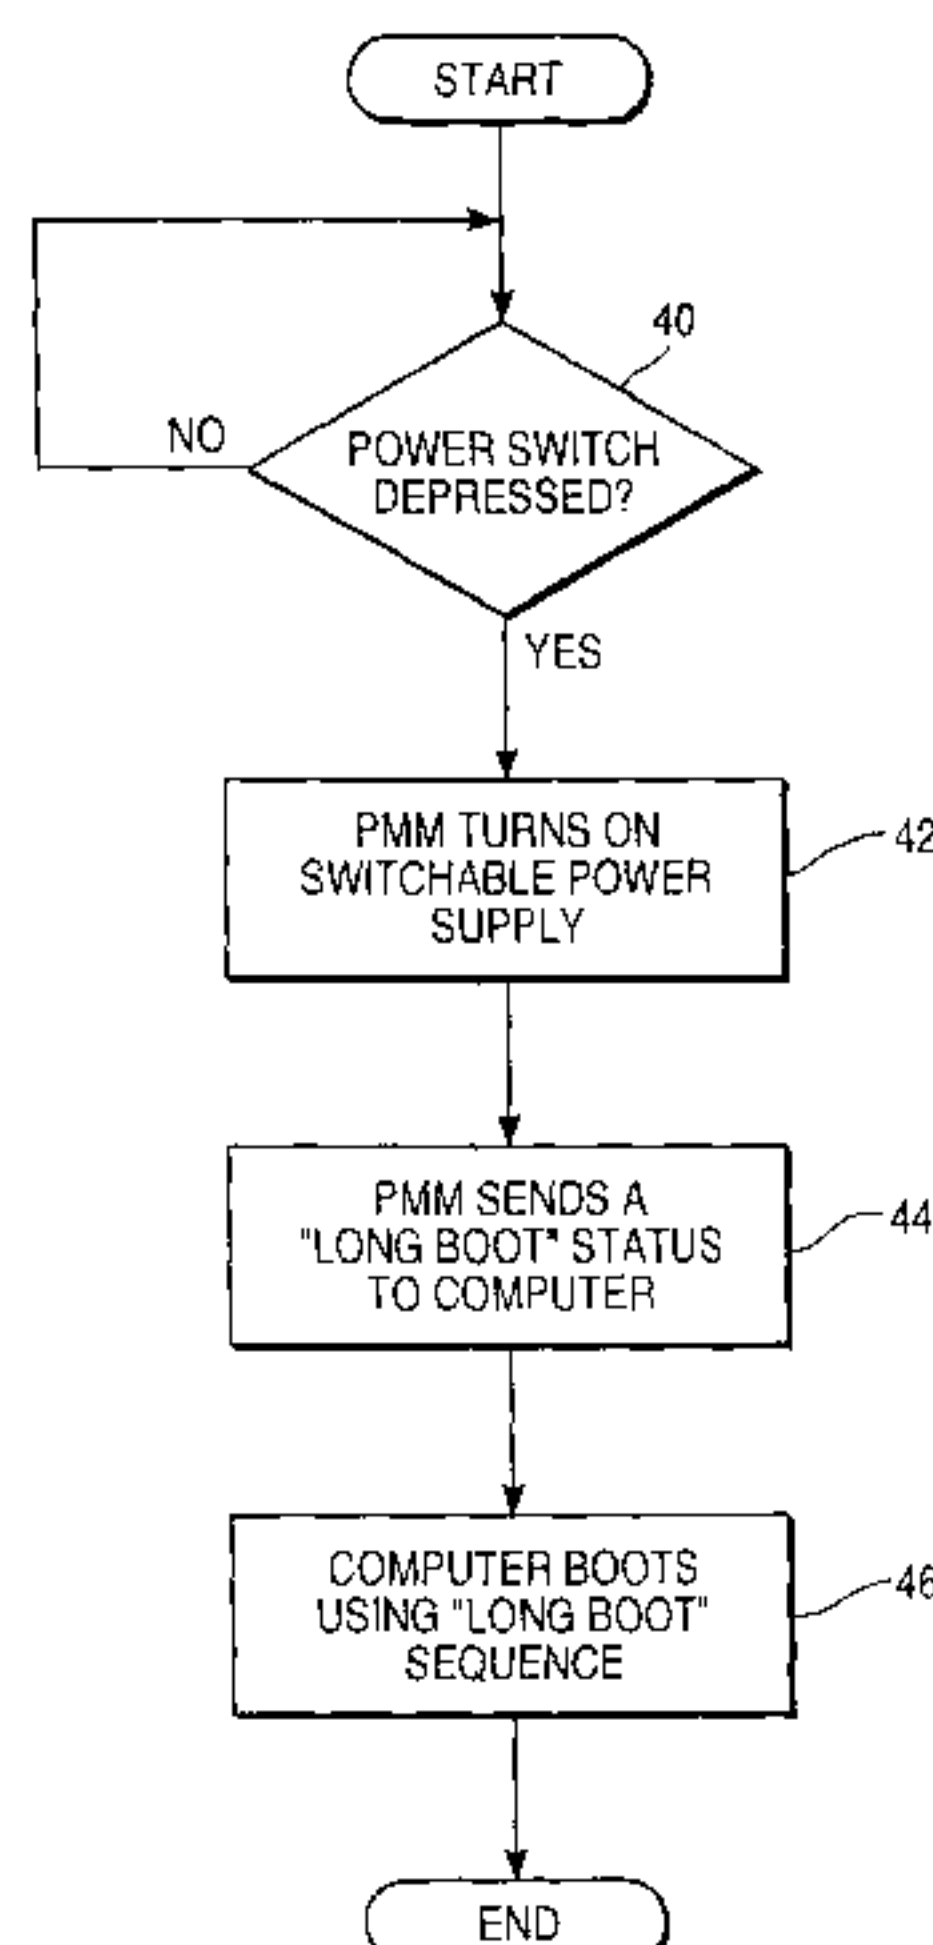 START
40
NO
POWER SWITCH
DEPRESSED?
YES
PMM TURNS ON
SWITCHABLE POWER
SUPPLY
42
PMM SENDS A
"LONG BOOT" STATUS
TO COMPUTER
44
COMPUTER BOOTS
USING "LONG BOOT"
SEQUENCE
46
END